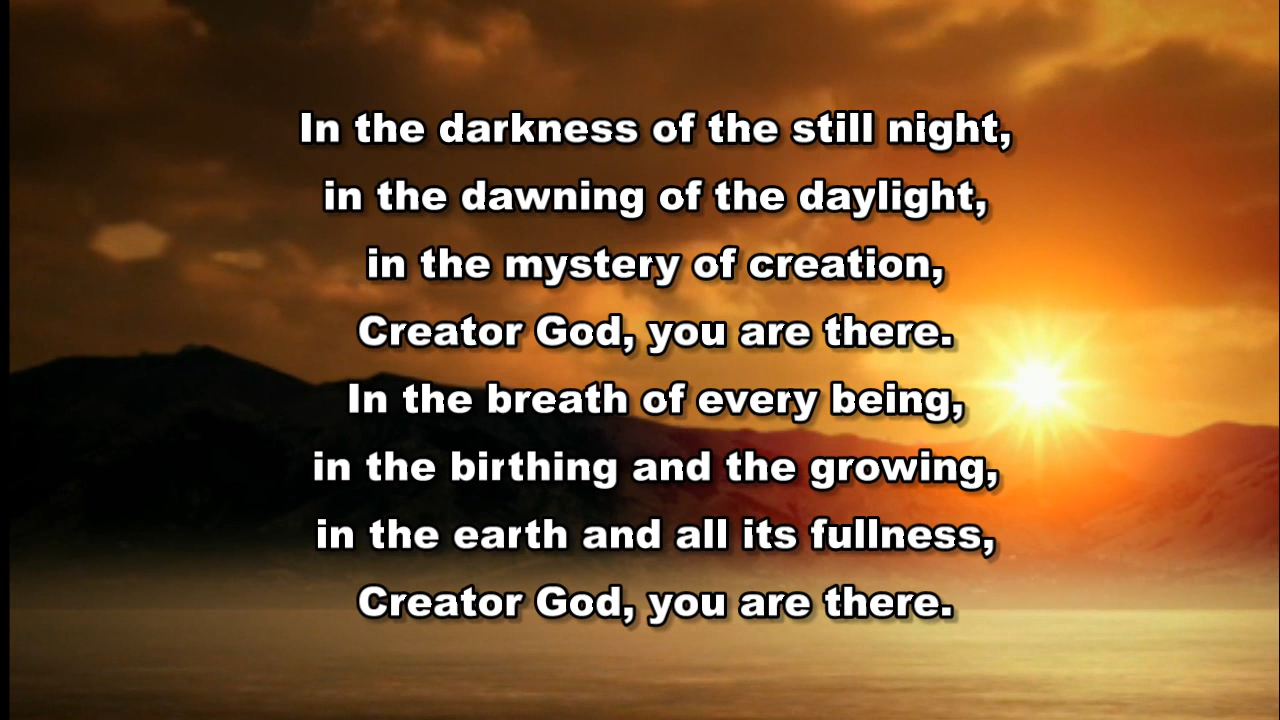 In the darkness of the still night,
in the dawning of the daylight,
in the mystery of creation,
Creator God, you are there.
In the breath of every being,
in the birthing and the growing,
in the earth and all its fullness,
Creator God, you are there.